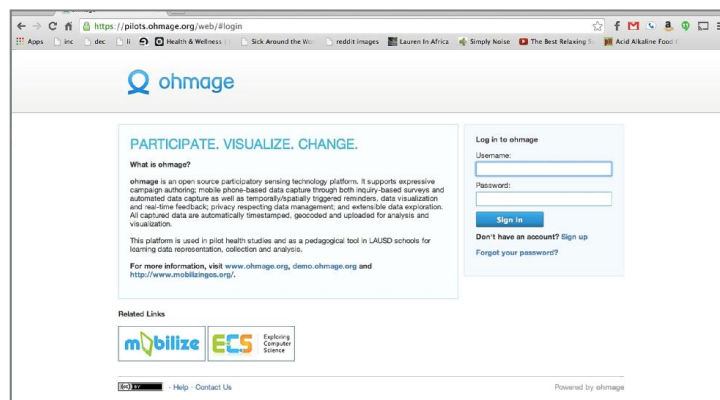 https://pilots.ohmage.org/web/#login
Apps inc dec li Health & Wellness Sick Around the Wo reddit images Lauren In Africa Simply Noise The Best Relaxing S Acid Alkaline Food
ohmage
PARTICIPATE. VISUALIZE. CHANGE.
What is ohmage?
ohmage is an open source participatory sensing technology platform. It supports expressive
campaign authoring; mobile phone-based data capture through both inquiry-based surveys and
automated data capture as well as temporally/spatially triggered reminders, data visualization
and real-time feedback; privacy respecting data management; and extensible data exploration.
All captured data are automatically timestamped, geocoded and uploaded for analysis and
visualization.
This platform is used in pilot health studies and as a pedagogical tool in LAUSD schools for
learning data representation, collection and analysis.
For more information, visit www.ohmage.org, demo.ohmage.org and
http://www.mobilizingcs.org/.
Log in to ohmage
Username:
Password:
Sign in
Don't have an account? Sign up
Forgot your password?
Related Links
mobilize
ECS Exploring
Computer
Science
(cc) BY - Help - Contact Us
Powered by ohmage